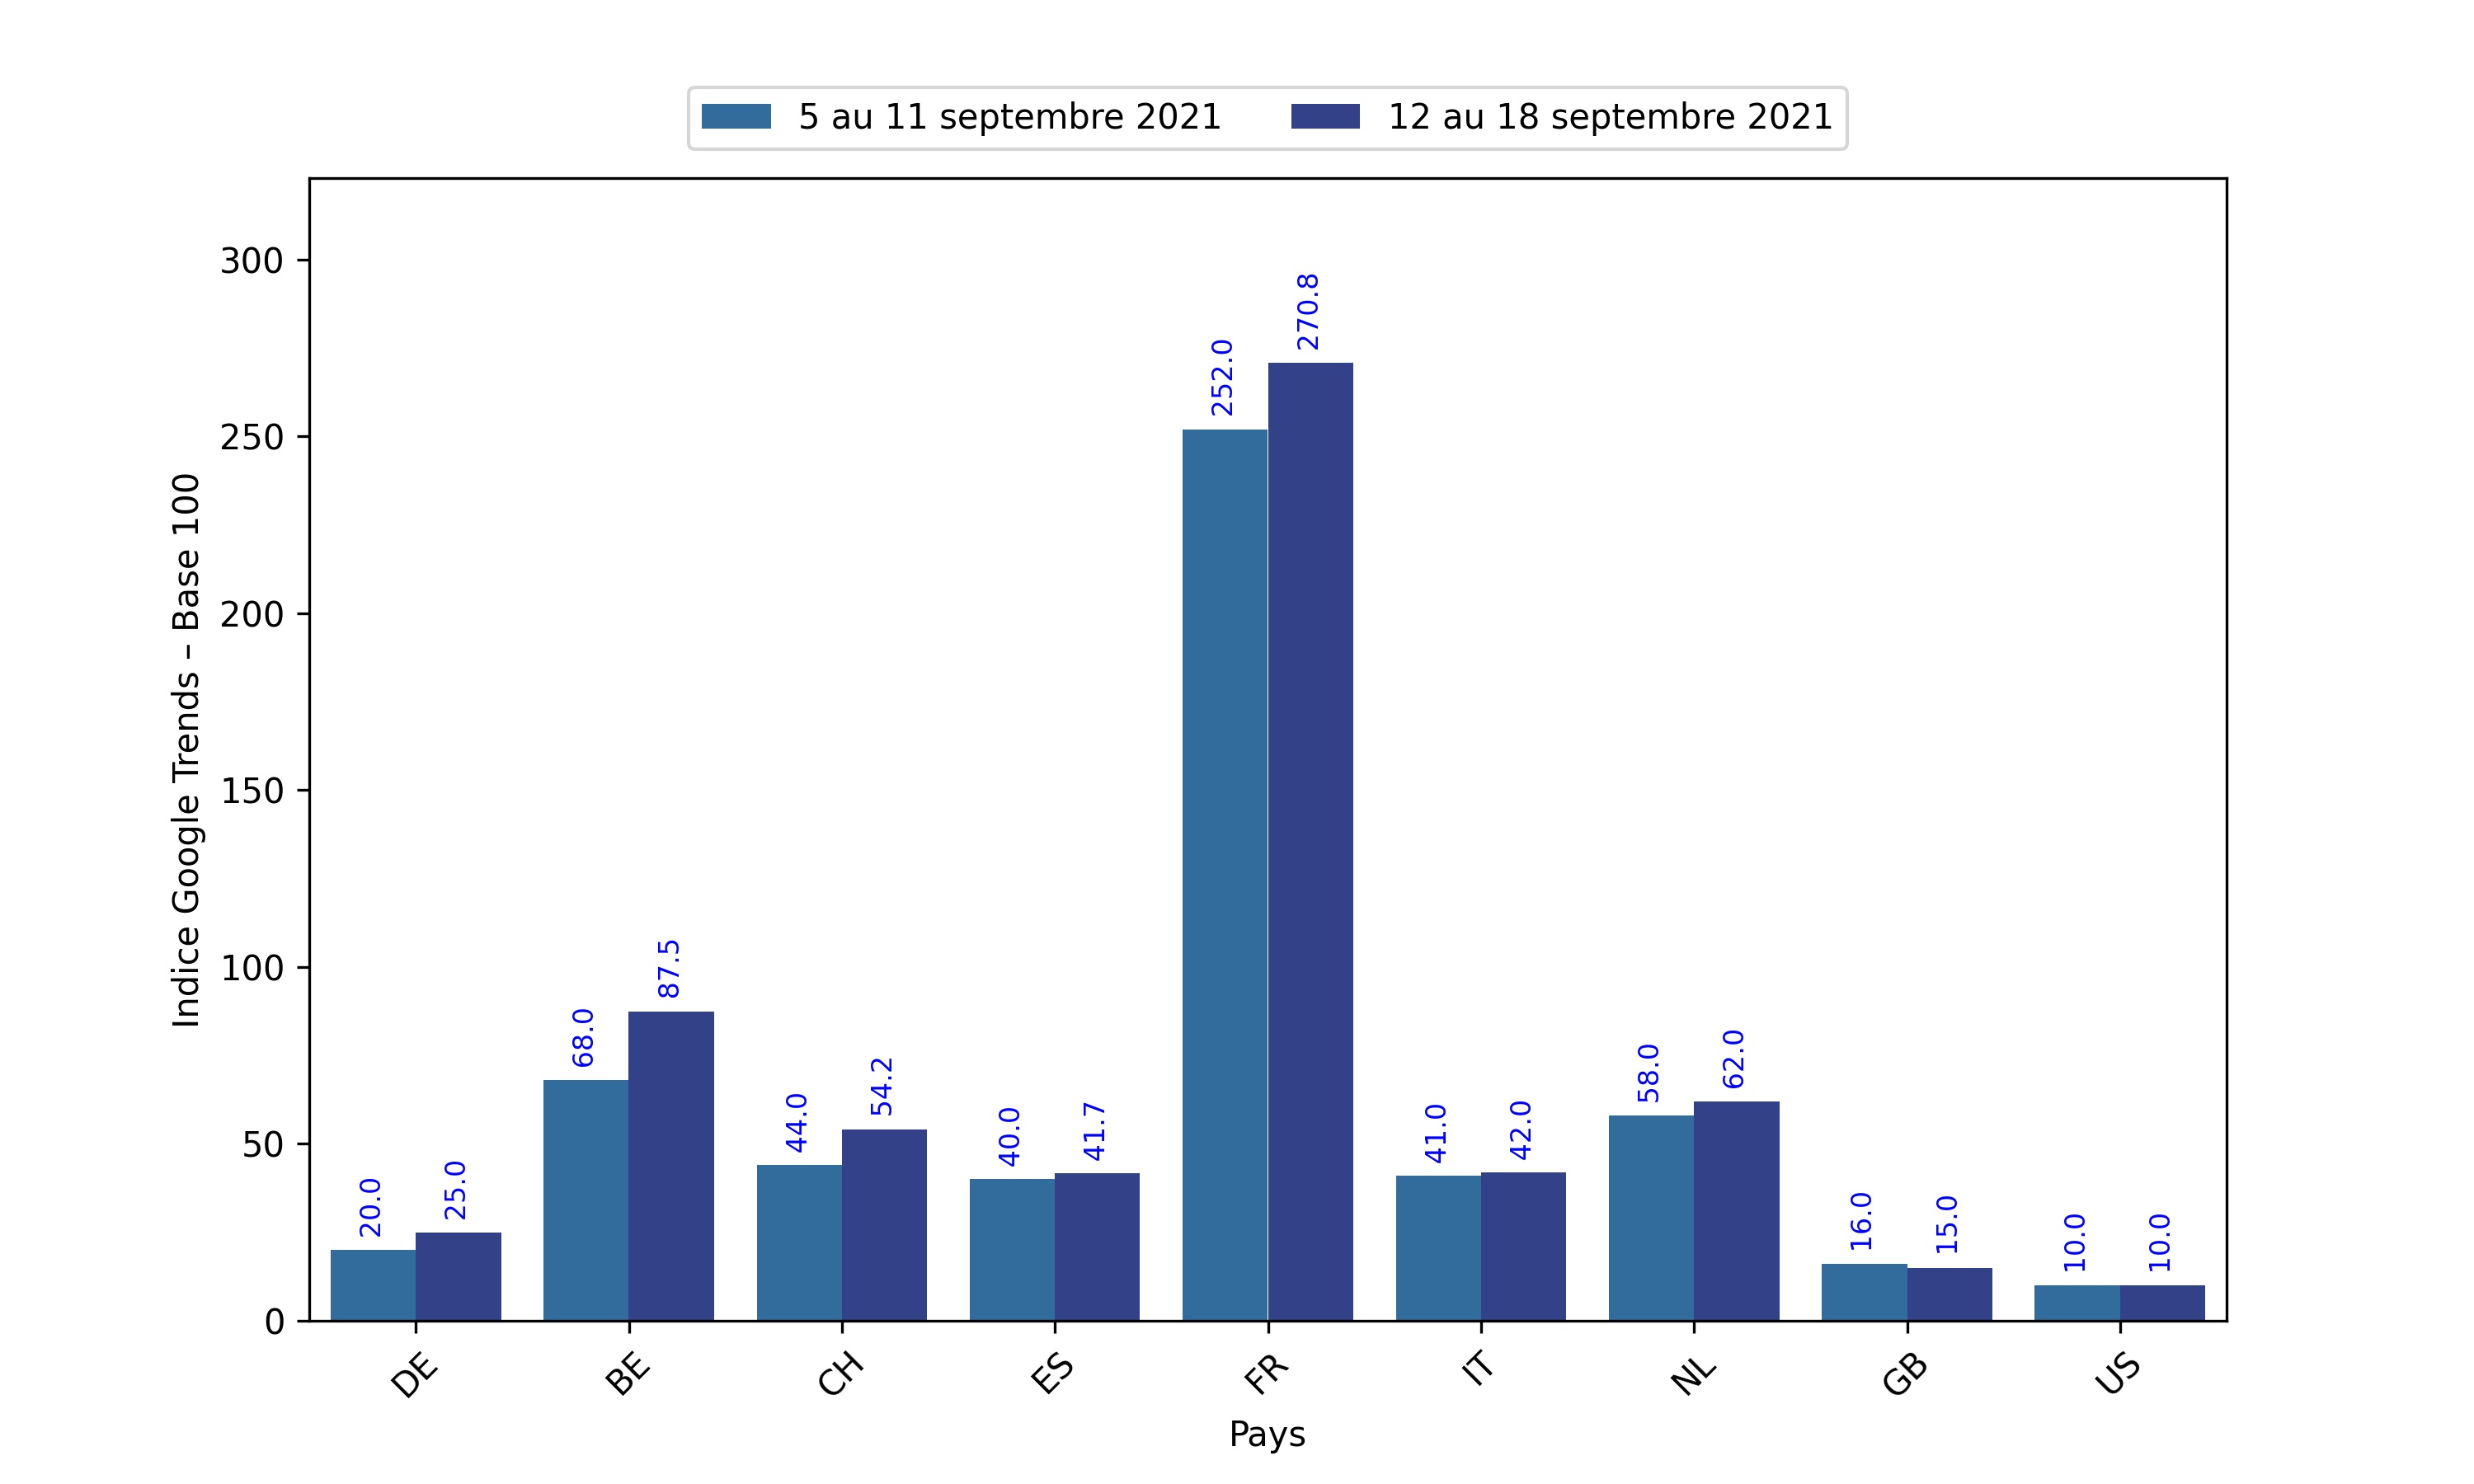 5 au 11 septembre 2021
12 au 18 septembre 2021
Indice Google Trends – Base 100
300
250
200
150
100
50
0
20.0
25.0
68.0
87.5
44.0
54.2
40.0
41.7
252.0
270.8
41.0
42.0
58.0
62.0
16.0
15.0
10.0
10.0
DE
BE
CH
ES
FR
IT
NL
GB
US
Pays